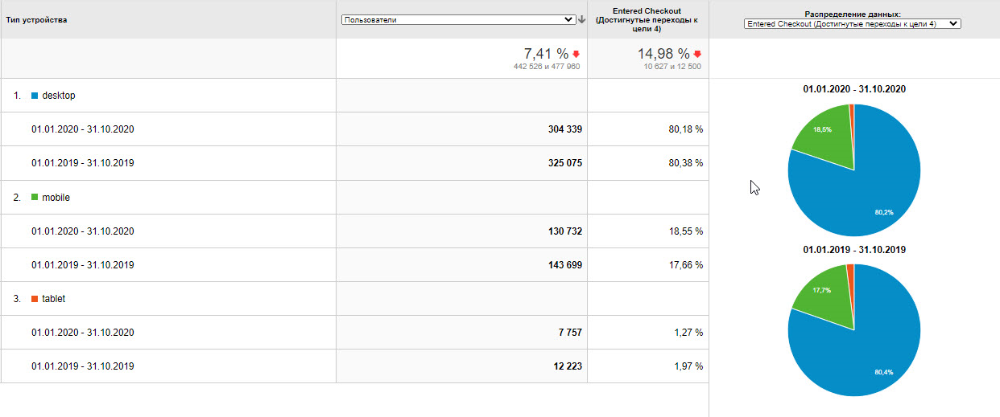 Тип устройства
Пользователи
Entered Checkout
(Достигнутые переходы к
цели 4)
Распределение данных:
Entered Checkout (Достигнутые переходы к цели 4)
7,41 %
14,98 %
442 526 и 477 960
10 627 и 12 500
1. desktop
01.01.2020 - 31.10.2020 304 339 80,18 %
01.01.2019 - 31.10.2019 325 075 80,38 %
2. mobile
01.01.2020 - 31.10.2020 130 732 18,55 %
01.01.2019 - 31.10.2019 143 699 17,66 %
3. tablet
01.01.2020 - 31.10.2020 7 757 1,27 %
01.01.2019 - 31.10.2019 12 223 1,97 %
01.01.2020 - 31.10.2020
18,5%
80,2%
01.01.2019 - 31.10.2019
17,7%
80,4%